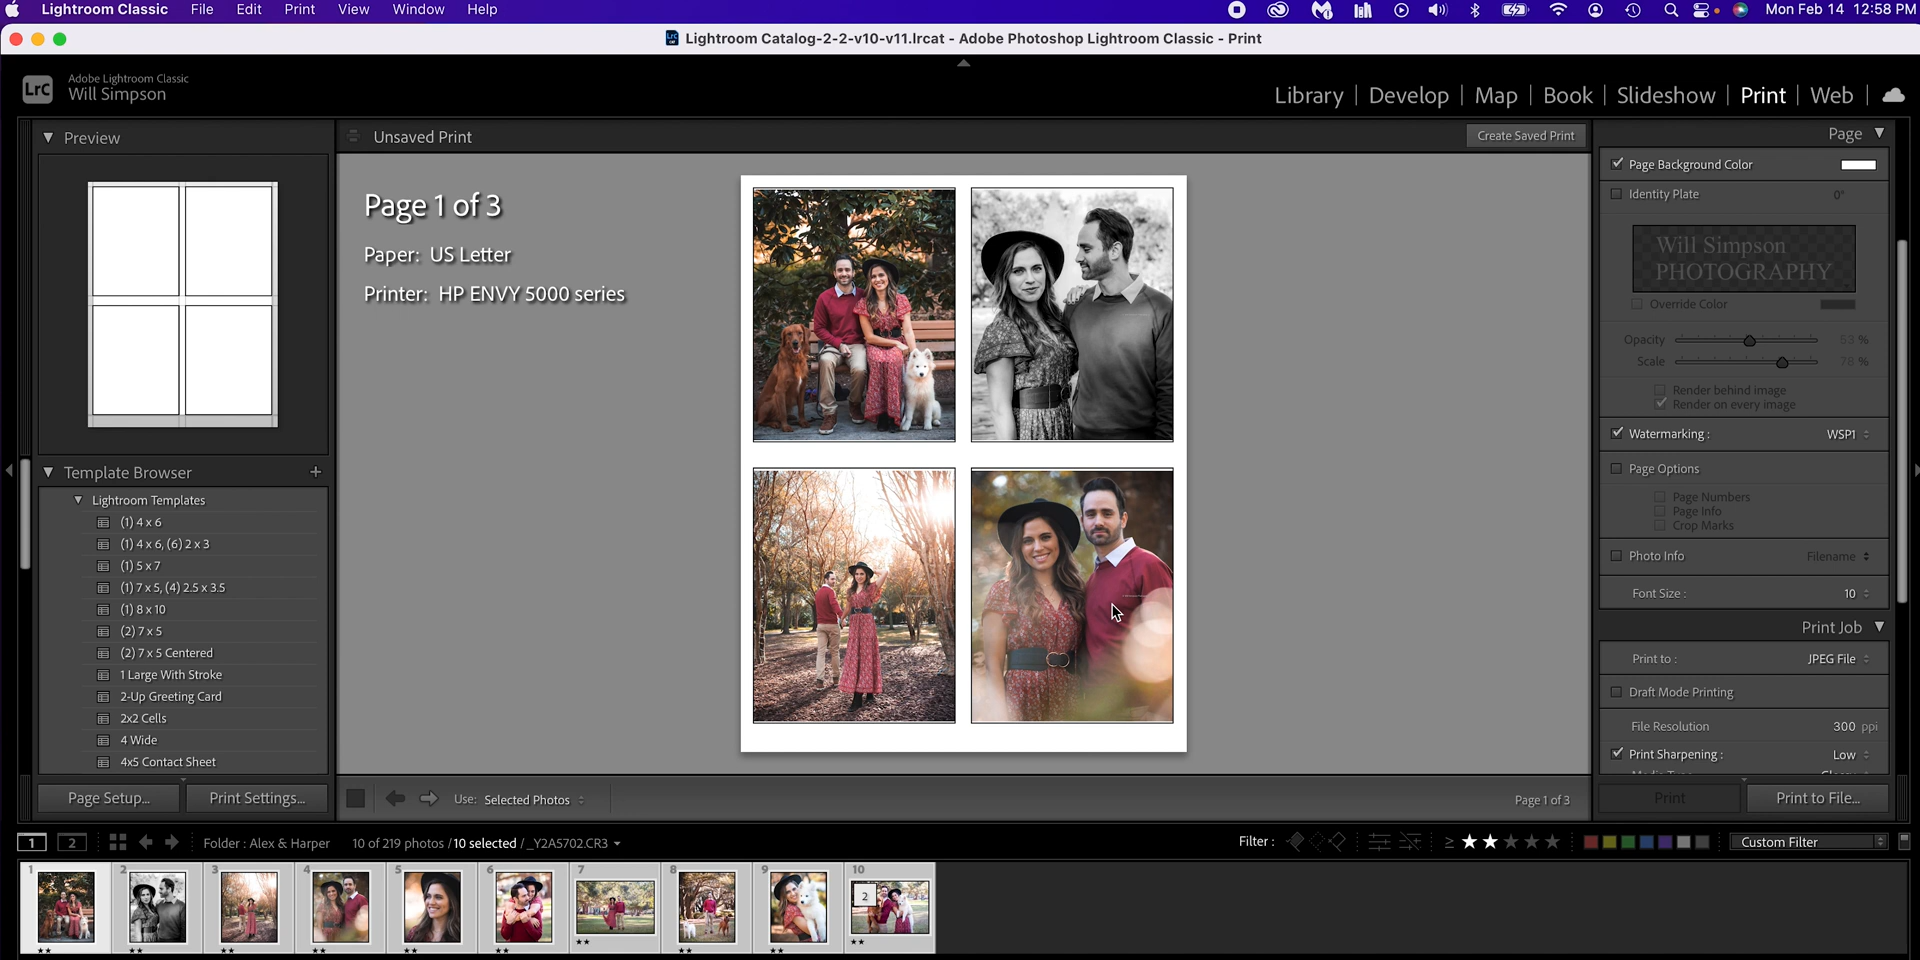 Lightroom Classic File Edit Print View Window Help Mon Feb 14 12:58 PM
Lightroom Catalog-2-2-v10-v11.lrcat - Adobe Photoshop Lightroom Classic - Print
LrC Adobe Lightroom Classic
Will Simpson
Library | Develop | Map | Book | Slideshow | Print | Web
Preview
Template Browser +
Lightroom Templates
(1) 4 x 6
(1) 4 x 6, (6) 2 x 3
(1) 5 x 7
(1) 7 x 5, (4) 2.5 x 3.5
(1) 8 x 10
(2) 7 x 5
(2) 7 x 5 Centered
1 Large With Stroke
2-Up Greeting Card
2x2 Cells
4 Wide
4x5 Contact Sheet
Page Setup... Print Settings...
Unsaved Print Create Saved Print
Page 1 of 3
Paper: US Letter
Printer: HP ENVY 5000 series
Use: Selected Photos Page 1 of 3
Page
Page Background Color
Identity Plate 0°
Will Simpson
PHOTOGRAPHY
Override Color
Opacity 53 %
Scale 78 %
Render behind image
Render on every image
Watermarking : WSP1
Page Options
Page Numbers
Page Info
Crop Marks
Photo Info Filename
Font Size : 10
Print Job
Print to : JPEG File
Draft Mode Printing
File Resolution 300 ppi
Print Sharpening : Low
Print Print to File...
1 2 Folder : Alex & Harper 10 of 219 photos / 10 selected / _Y2A5702.CR3 Filter : ≥ ★★★★★ Custom Filter
1 2 3 4 5 6 7 8 9 10
2